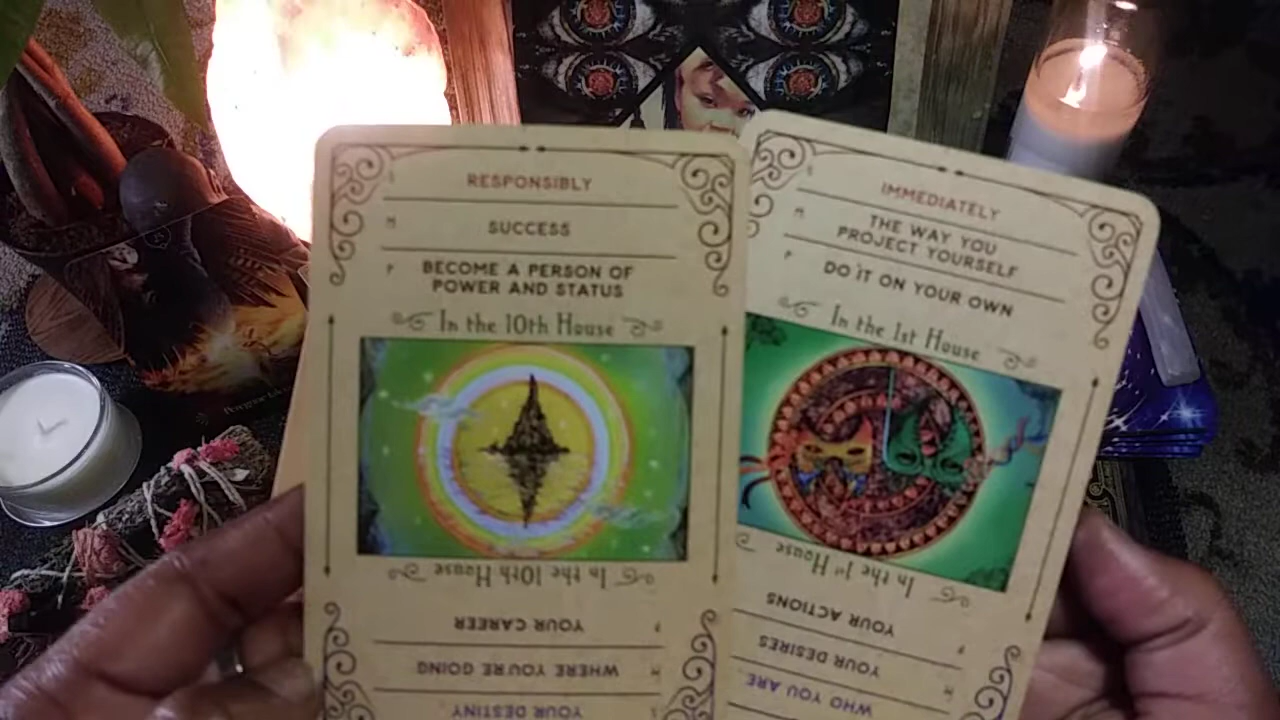 RESPONSIBLY
SUCCESS
BECOME A PERSON OF
POWER AND STATUS
In the 10th House
In the 10th House
YOUR CAREER
WHERE YOU'RE GOING
YOUR DESTINY
IMMEDIATELY
THE WAY YOU
PROJECT YOURSELF
DO IT ON YOUR OWN
In the 1st House
In the 1st House
YOUR ACTIONS
YOUR DESIRES
WHO YOU ARE